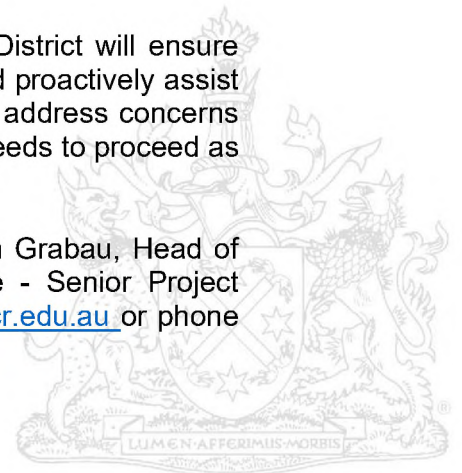 District will ensure
d proactively assist
address concerns
eeds to proceed as
n Grabau, Head of
e - Senior Project
cr.edu.au or phone
LUMEN·AFFERIMUS·MORBIS
®